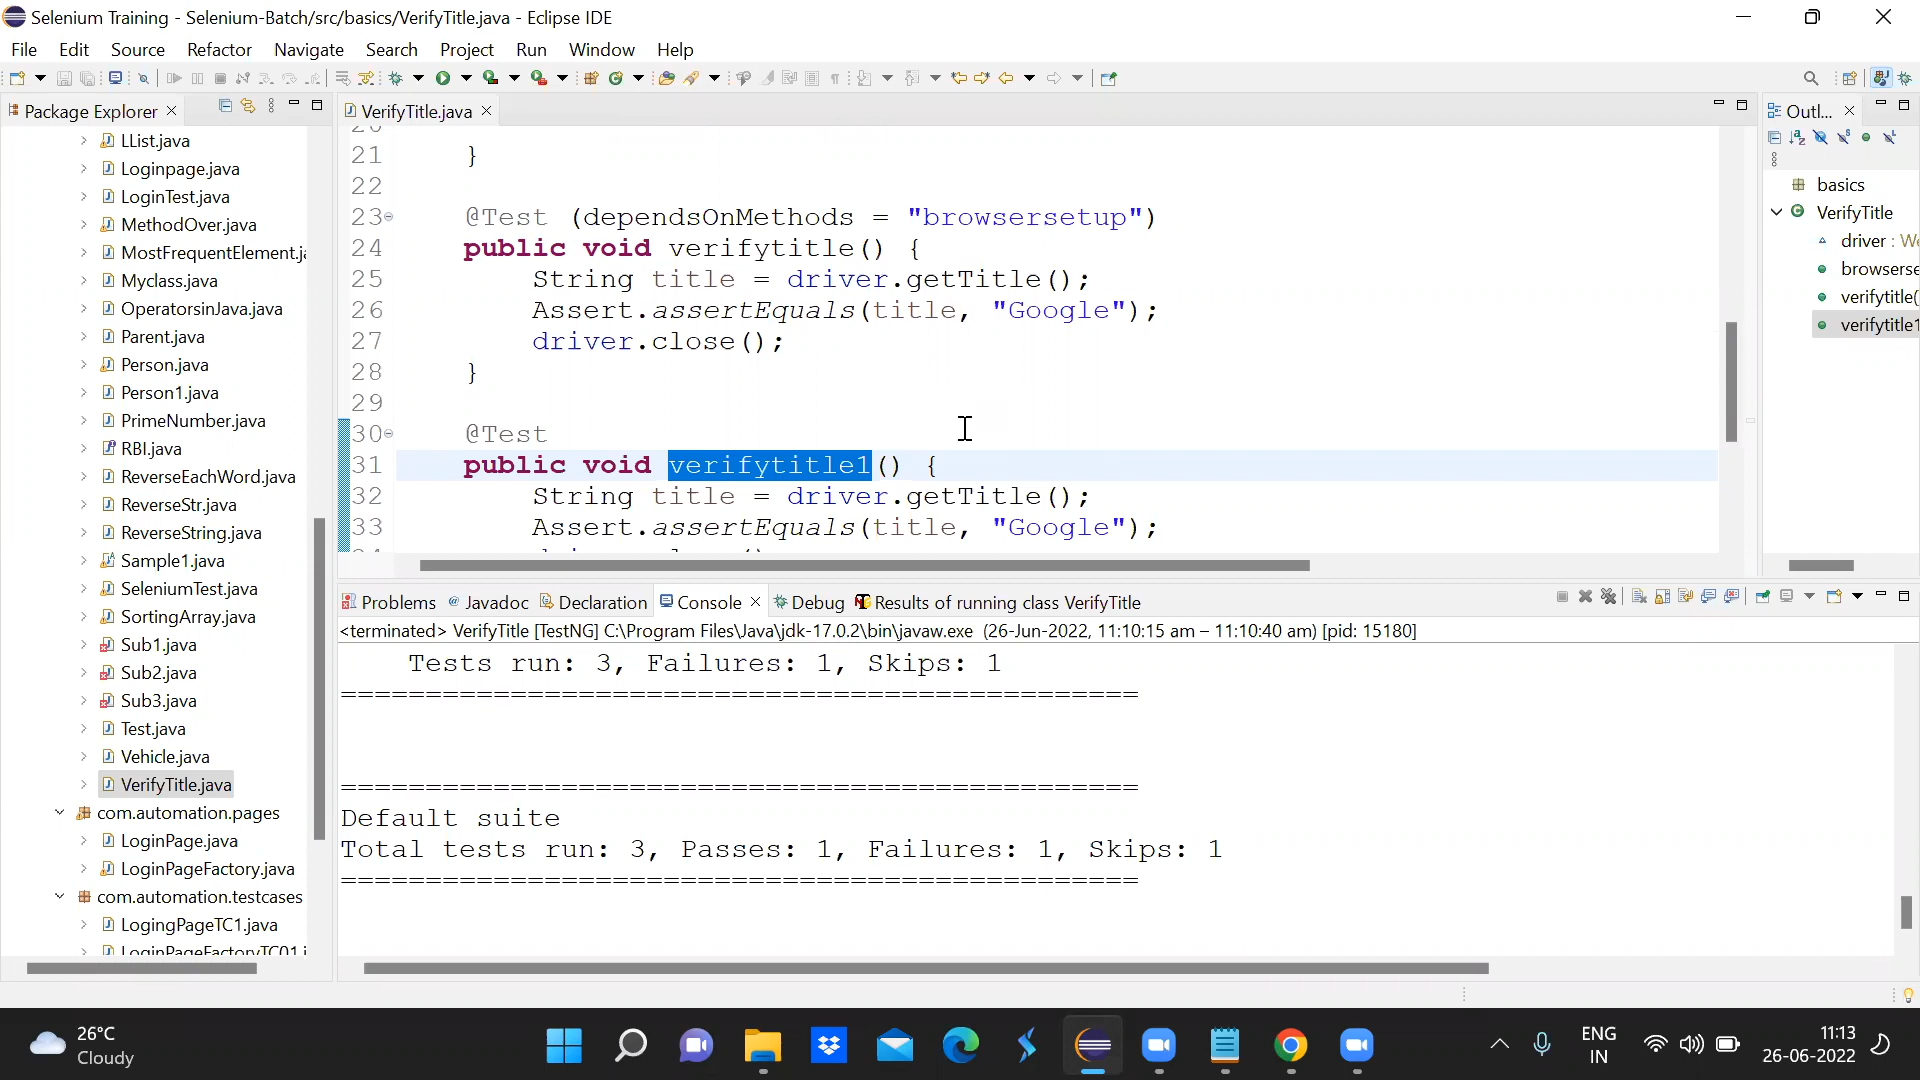 Selenium Training - Selenium-Batch/src/basics/VerifyTitle.java - Eclipse IDE
File Edit Source Refactor Navigate Search Project Run Window Help
Package Explorer
LList.java
Loginpage.java
LoginTest.java
MethodOver.java
MostFrequentElement.ja
Myclass.java
OperatorsinJava.java
Parent.java
Person.java
Person1.java
PrimeNumber.java
RBI.java
ReverseEachWord.java
ReverseStr.java
ReverseString.java
Sample1.java
SeleniumTest.java
SortingArray.java
Sub1.java
Sub2.java
Sub3.java
Test.java
Vehicle.java
VerifyTitle.java
com.automation.pages
LoginPage.java
LoginPageFactory.java
com.automation.testcases
LogingPageTC1.java
LoginPageFactoryTC01.j
VerifyTitle.java
20
21 }
22
23 @Test (dependsOnMethods = "browsersetup")
24 public void verifytitle() {
25 String title = driver.getTitle();
26 Assert.assertEquals(title, "Google");
27 driver.close();
28 }
29
30 @Test
31 public void verifytitle1() {
32 String title = driver.getTitle();
33 Assert.assertEquals(title, "Google");
Outl...
basics
VerifyTitle
driver : We
browserse
verifytitle(
verifytitle1
Problems Javadoc Declaration Console Debug Results of running class VerifyTitle
<terminated> VerifyTitle [TestNG] C:\Program Files\Java\jdk-17.0.2\bin\javaw.exe (26-Jun-2022, 11:10:15 am – 11:10:40 am) [pid: 15180]
Tests run: 3, Failures: 1, Skips: 1
===============================================
===============================================
Default suite
Total tests run: 3, Passes: 1, Failures: 1, Skips: 1
===============================================
26°C
Cloudy
ENG
IN
11:13
26-06-2022